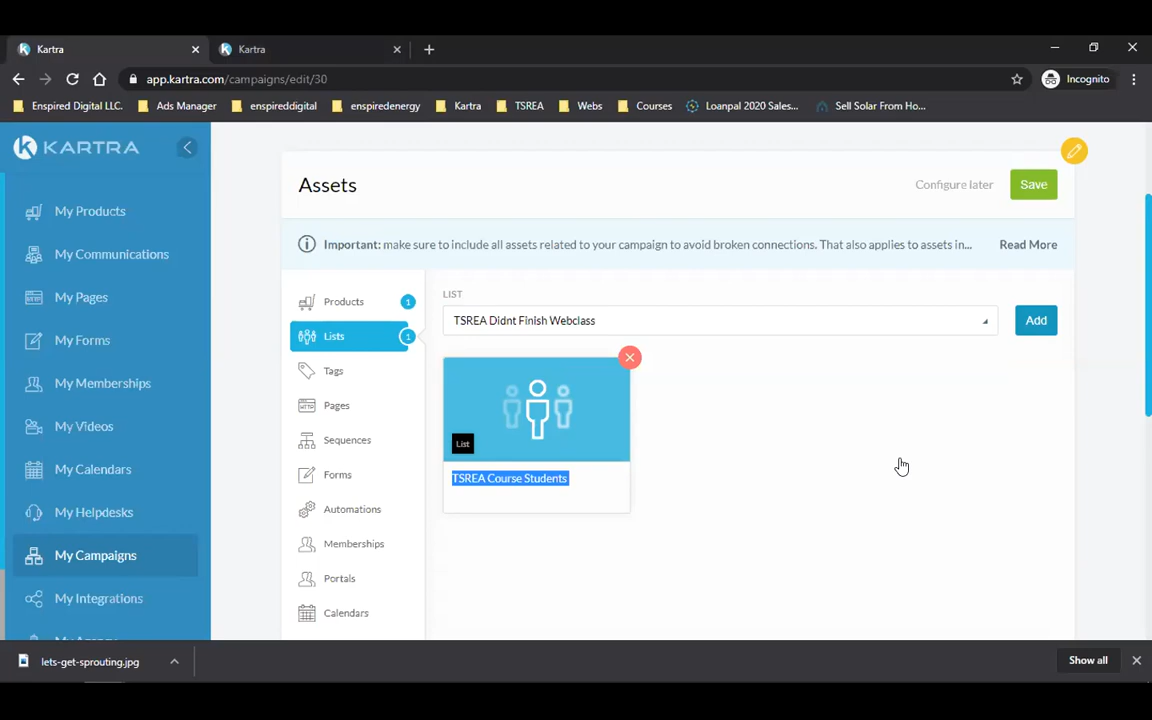 Kartra
Kartra
app.kartra.com/campaigns/edit/30
Incognito
Enspired Digital LLC.
Ads Manager
enspireddigital
enspiredenergy
Kartra
TSREA
Webs
Courses
Loanpal 2020 Sales...
Sell Solar From Ho...
KARTRA
My Products
My Communications
My Pages
My Forms
My Memberships
My Videos
My Calendars
My Helpdesks
My Campaigns
My Integrations
Assets
Configure later
Save
Important: make sure to include all assets related to your campaign to avoid broken connections. That also applies to assets in...
Read More
Products 1
Lists 1
Tags
Pages
Sequences
Forms
Automations
Memberships
Portals
Calendars
LIST
TSREA Didnt Finish Webclass
Add
List
TSREA Course Students
lets-get-sprouting.jpg
Show all